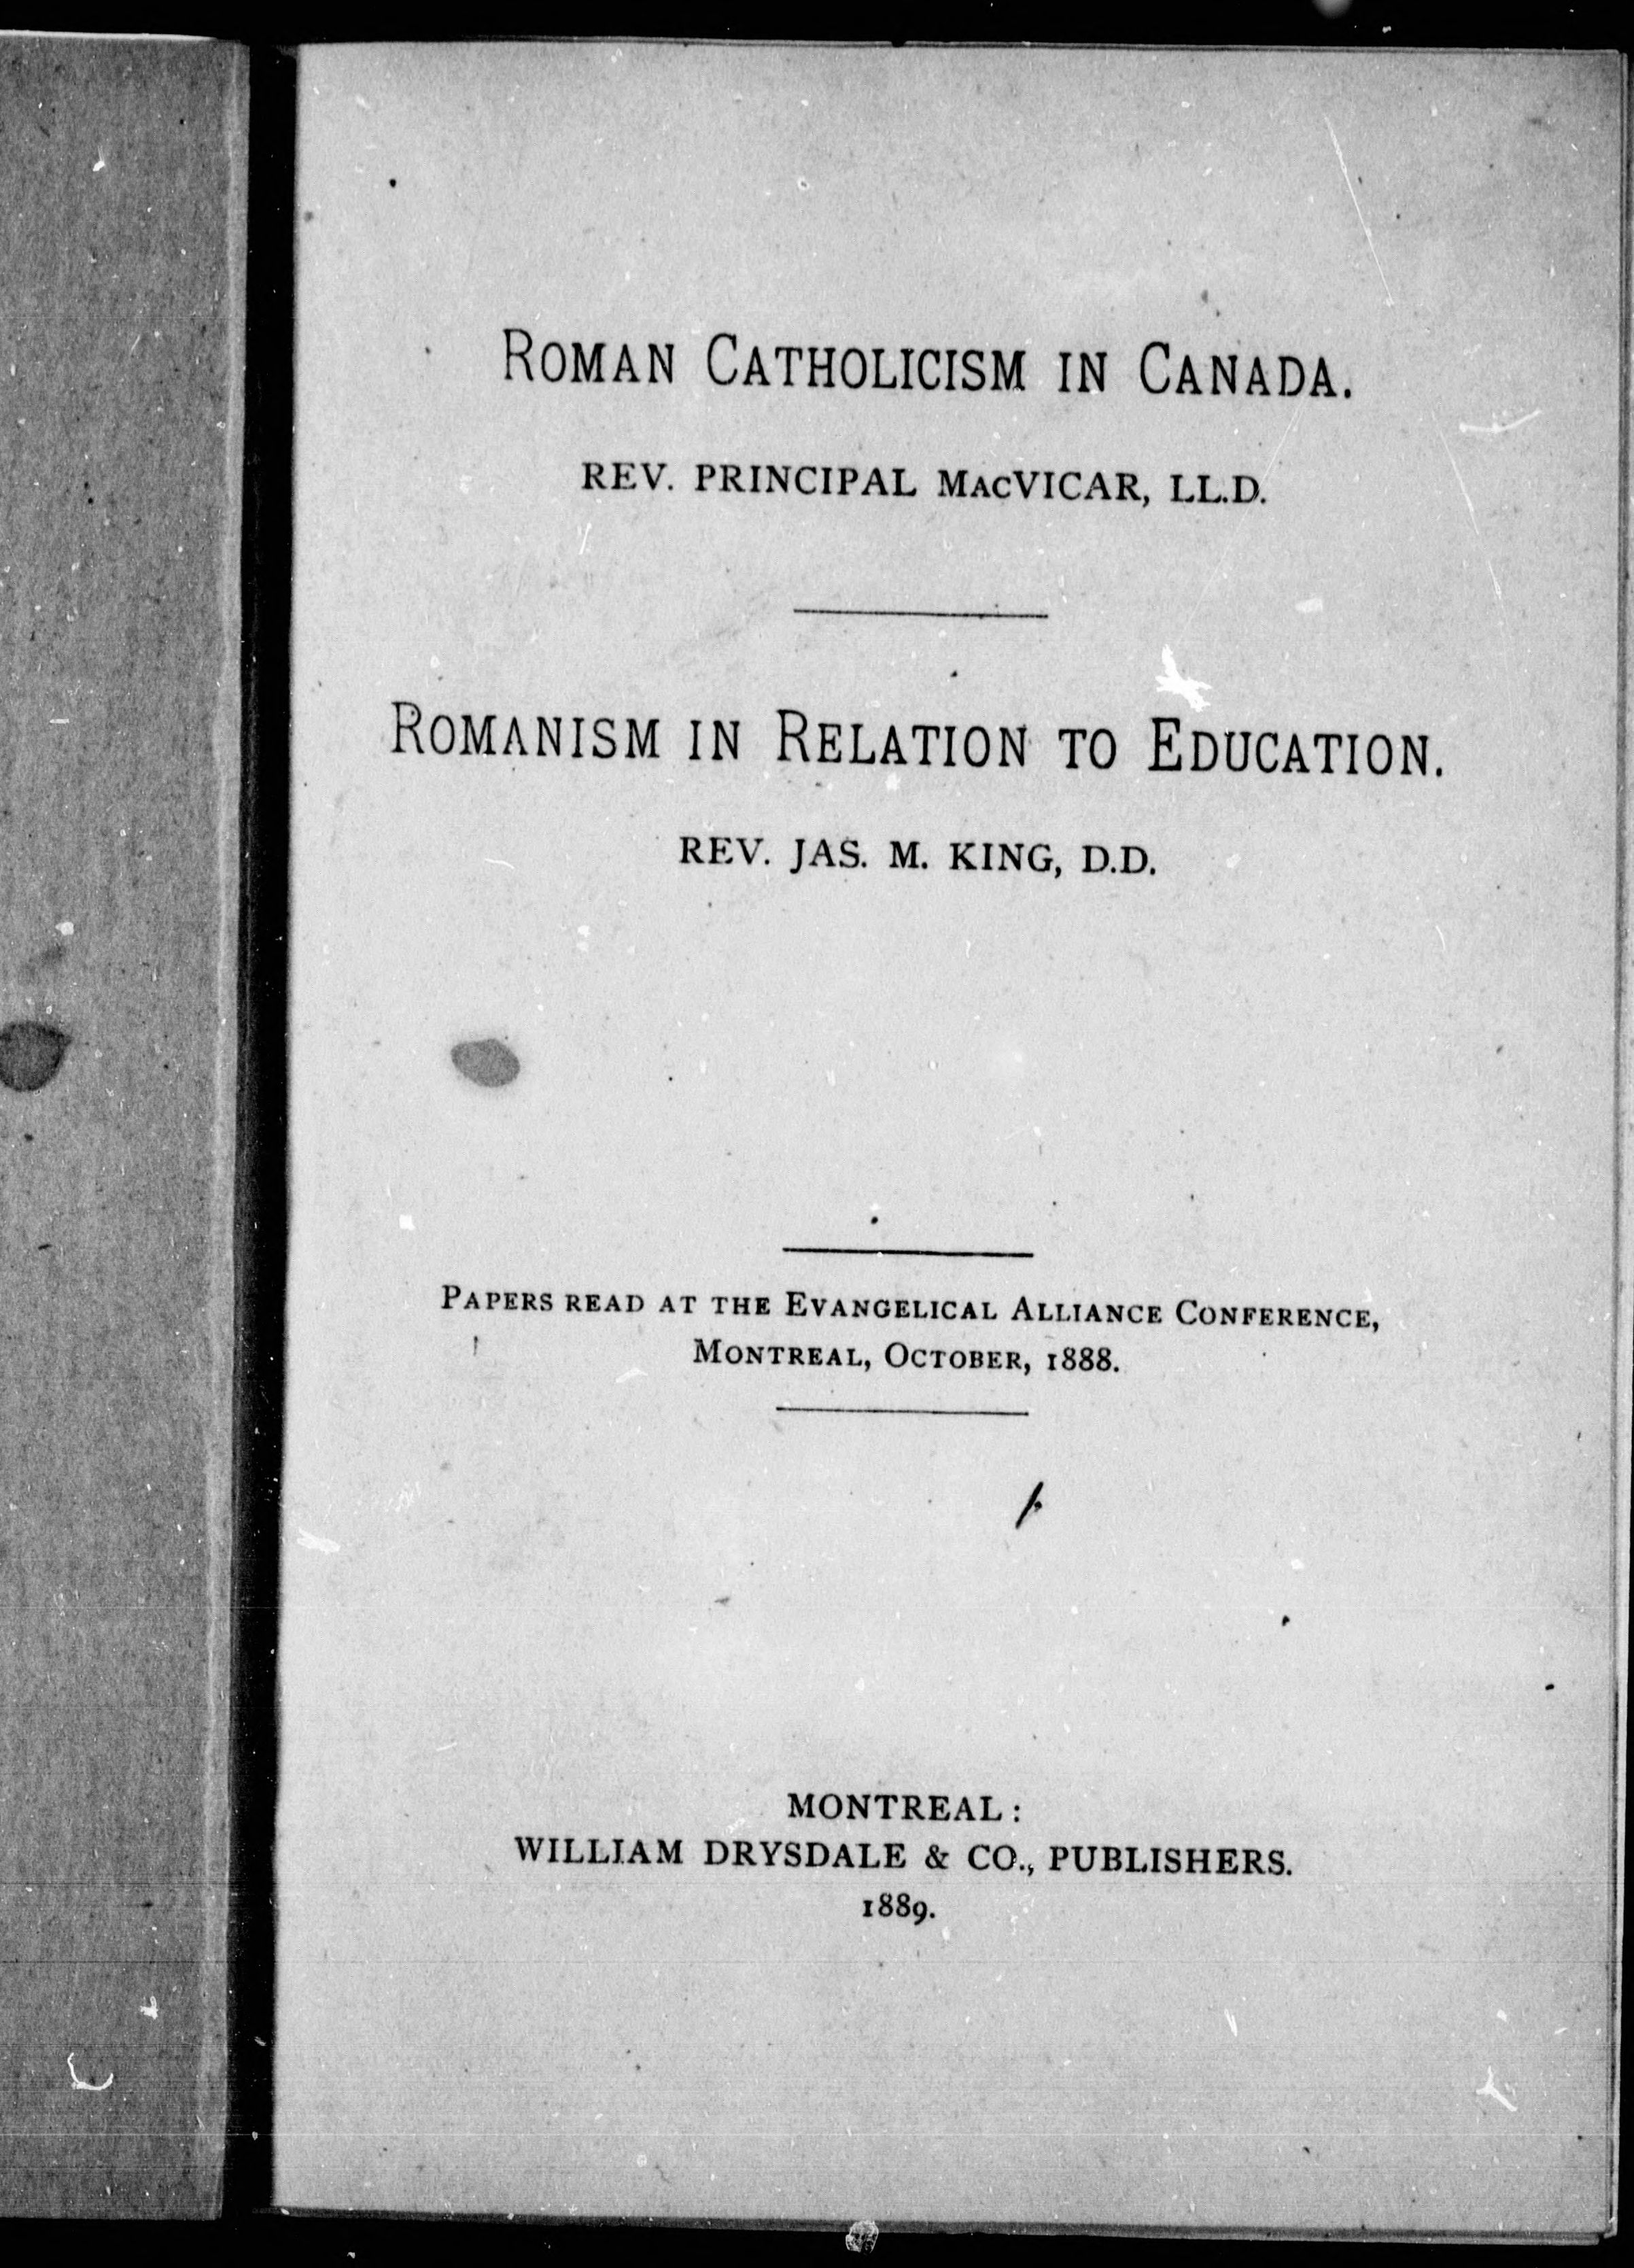 ROMAN CATHOLICISM IN CANADA.
REV. PRINCIPAL MACVICAR, LL.D.
ROMANISM IN RELATION TO EDUCATION.
REV. JAS. M. KING, D.D.
PAPERS READ AT THE EVANGELICAL ALLIANCE CONFERENCE,
MONTREAL, OCTOBER, 1888.
MONTREAL:
WILLIAM DRYSDALE & CO., PUBLISHERS.
1889.